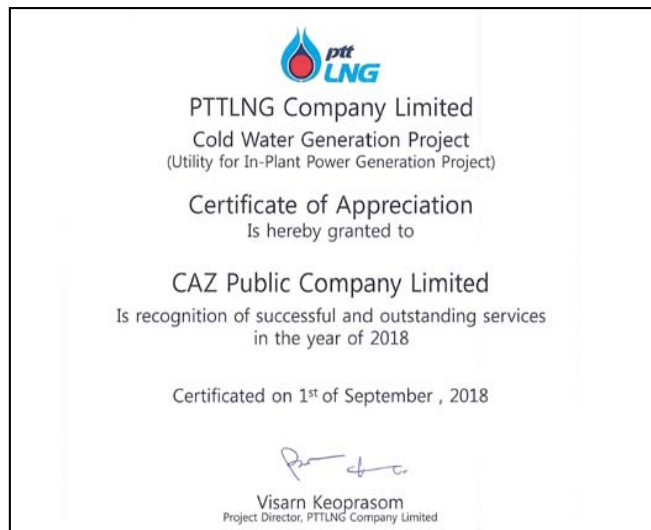 ptt
LNG
PTTLNG Company Limited
Cold Water Generation Project
(Utility for In-Plant Power Generation Project)
Certificate of Appreciation
Is hereby granted to
CAZ Public Company Limited
Is recognition of successful and outstanding services
in the year of 2018
Certificated on 1st of September , 2018
Visarn Keoprasom
Project Director, PTTLNG Company Limited